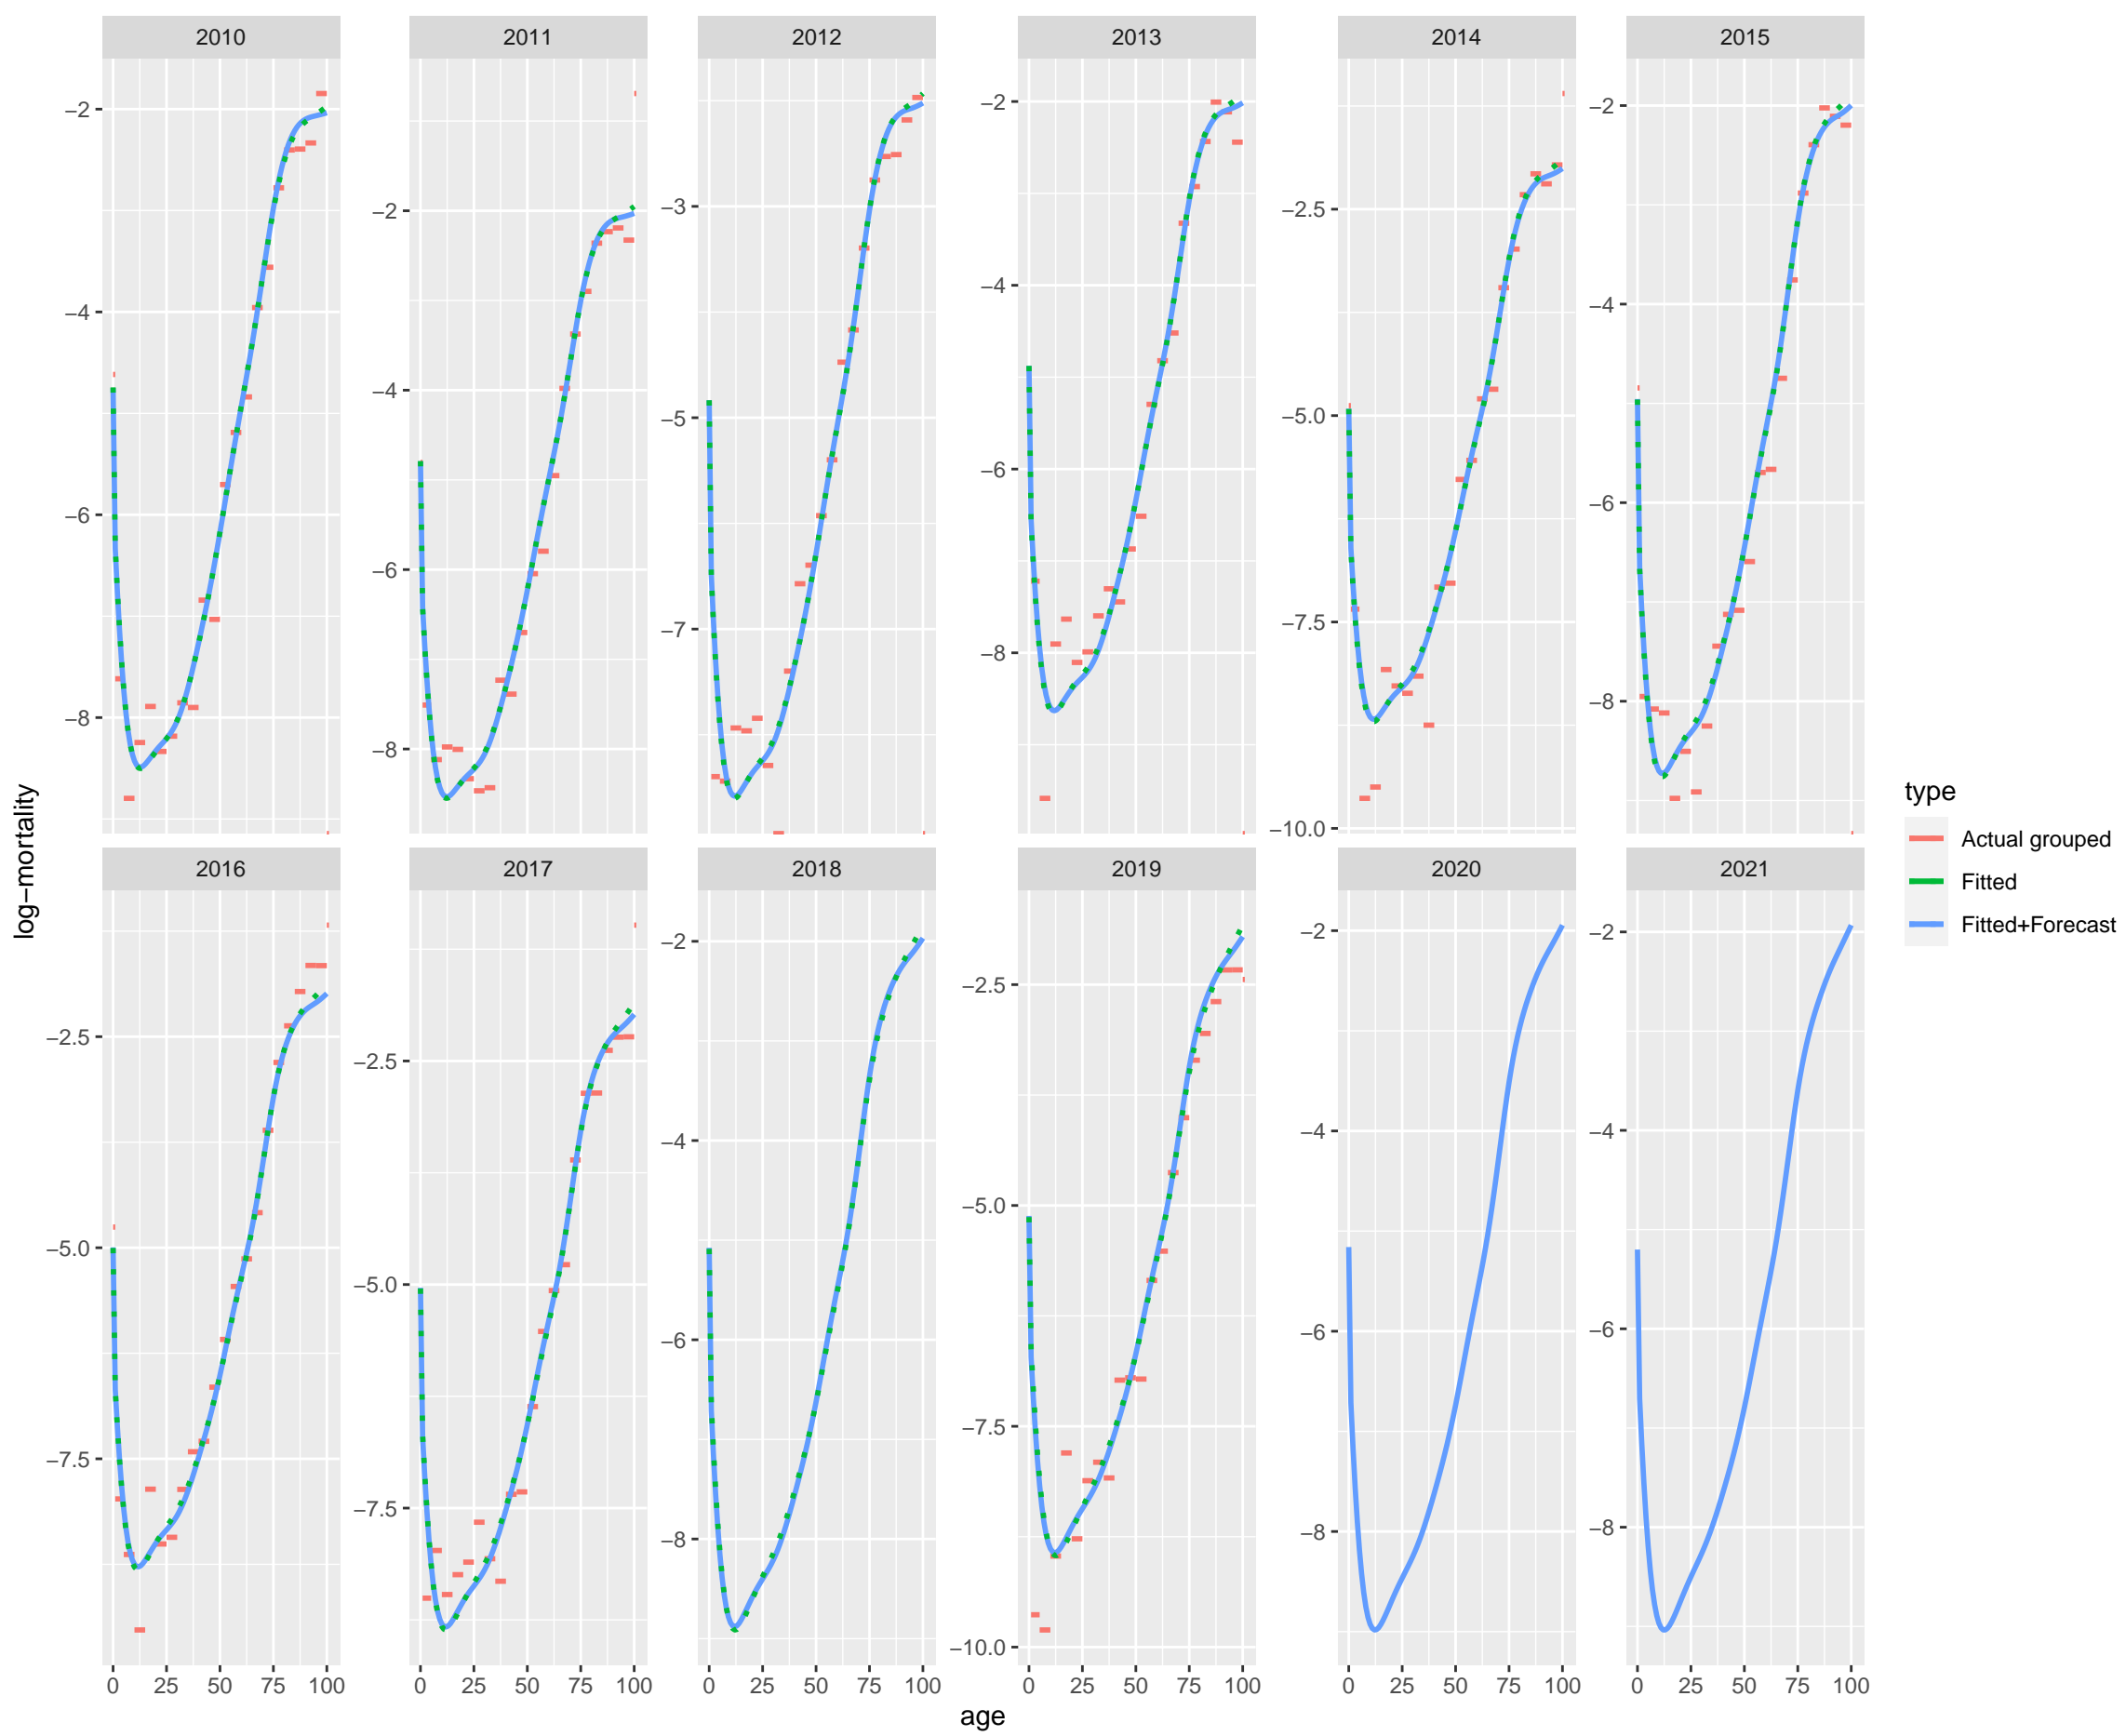 2010 2011 2012 2013 2014 2015
−2 −4 −6 −8
−2 −4 −6 −8
−3 −5 −7
−2 −4 −6 −8
−2.5 −5.0 −7.5 −10.0
−2 −4 −6 −8
2016 2017 2018 2019 2020 2021
−2.5 −5.0 −7.5
−2.5 −5.0 −7.5
−2 −4 −6 −8
−2.5 −5.0 −7.5 −10.0
−2 −4 −6 −8
−2 −4 −6 −8
0 25 50 75 100 0 25 50 75 100 0 25 50 75 100 0 25 50 75 100 0 25 50 75 100 0 25 50 75 100
age
log−mortality
type
Actual grouped
Fitted
Fitted+Forecast